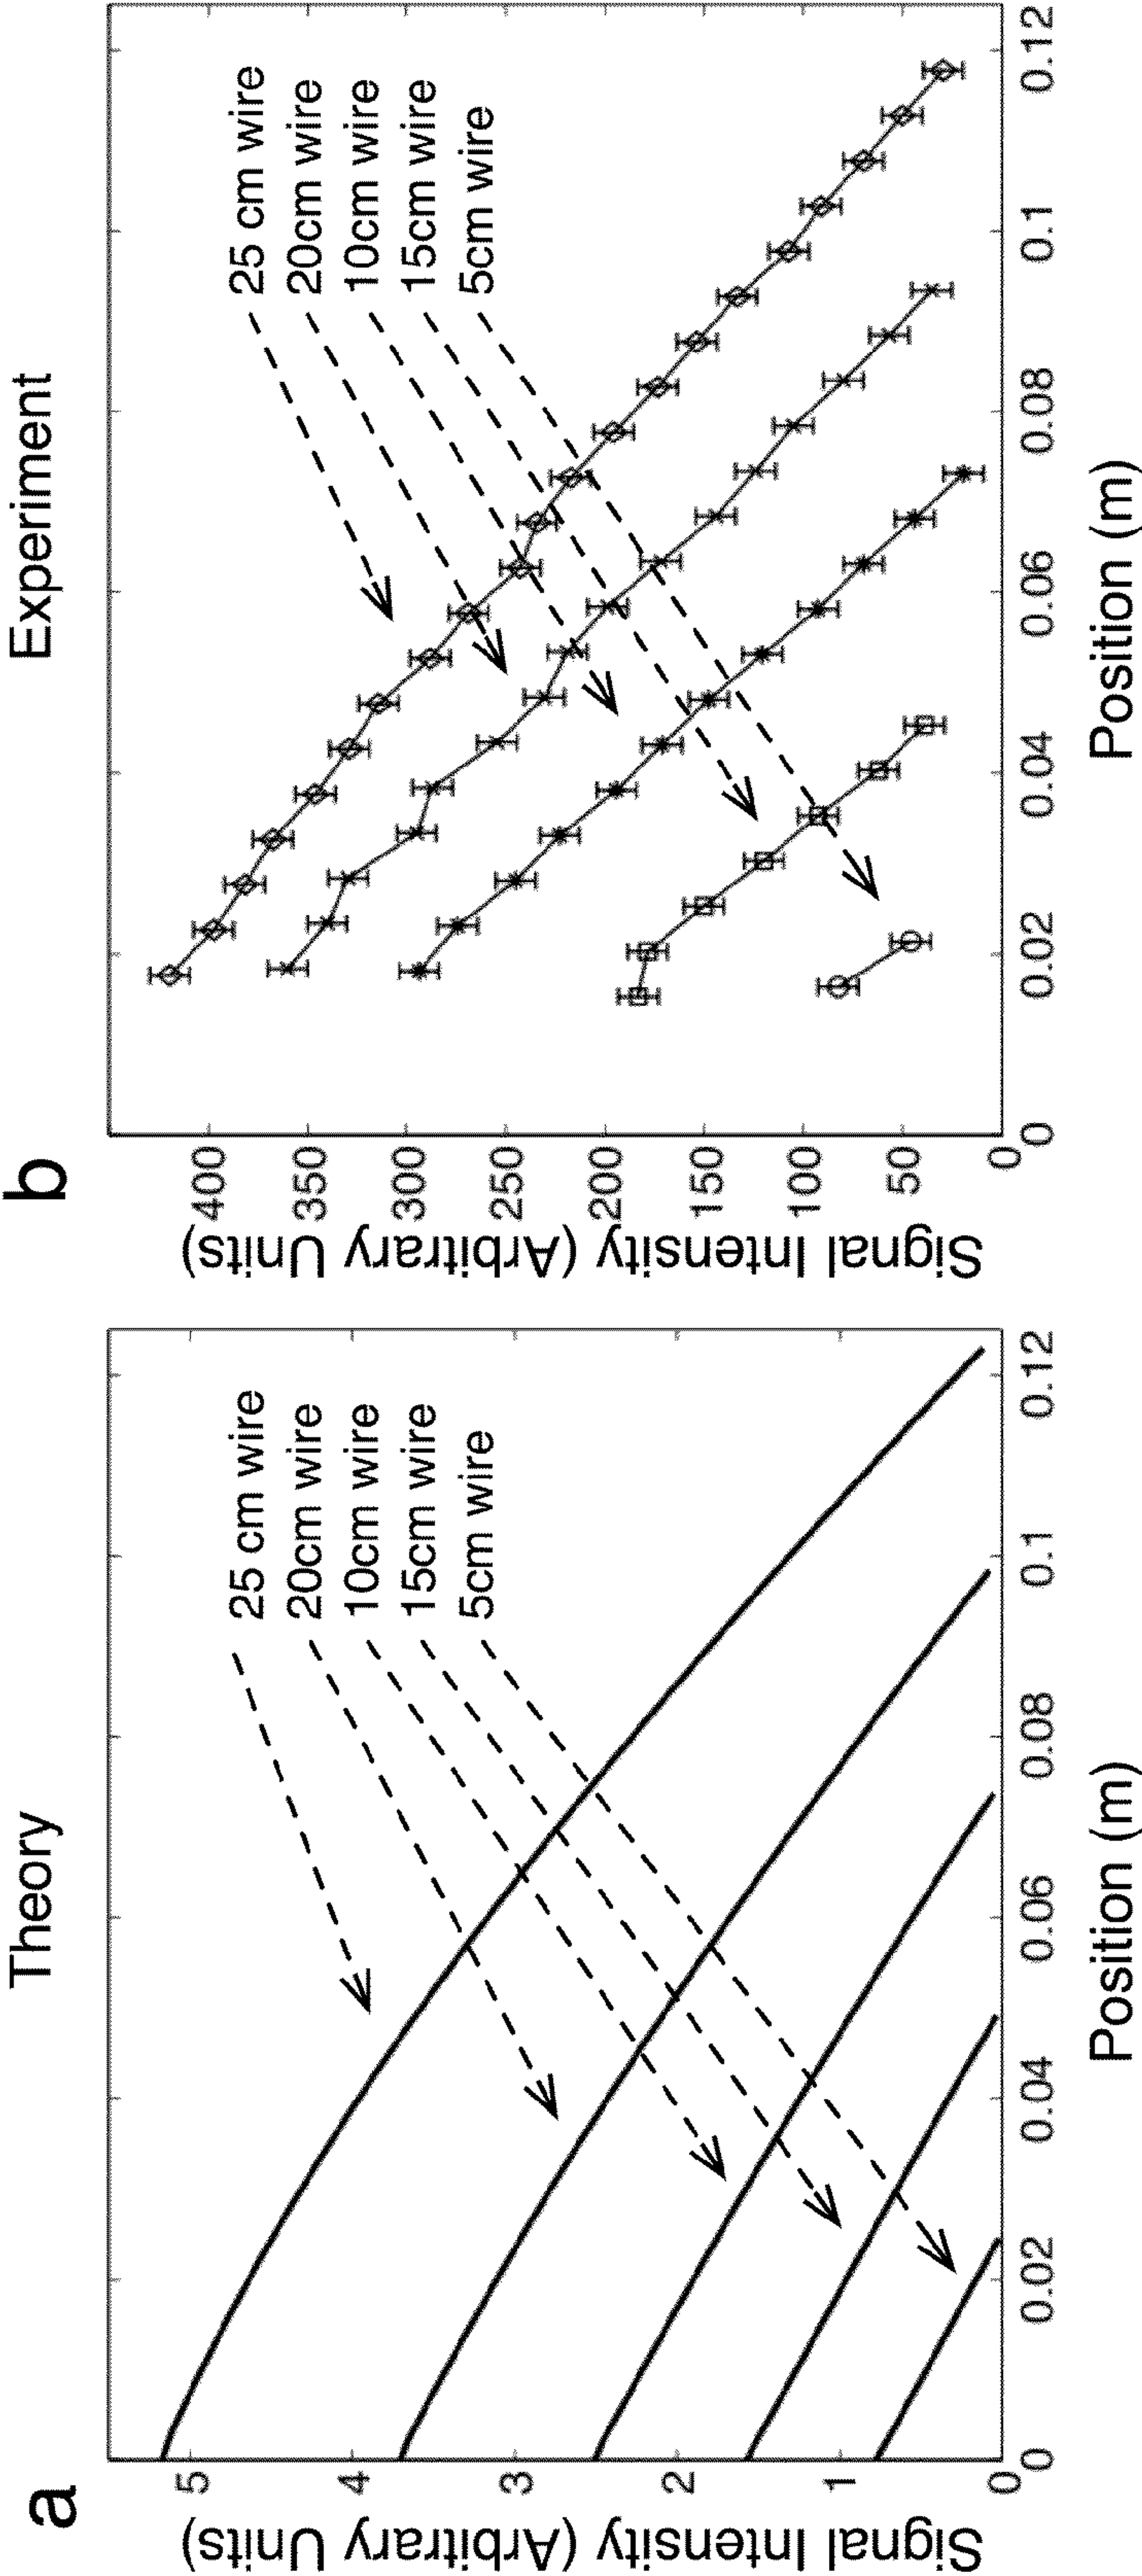 a
Theory
Signal Intensity (Arbitrary Units)
5
4
3
2
1
0
25 cm wire
20cm wire
10cm wire
15cm wire
5cm wire
0
0.02
0.04
0.06
0.08
0.1
0.12
Position (m)
b
Experiment
Signal Intensity (Arbitrary Units)
400
350
300
250
200
150
100
50
0
25 cm wire
20cm wire
10cm wire
15cm wire
5cm wire
0
0.02
0.04
0.06
0.08
0.1
0.12
Position (m)